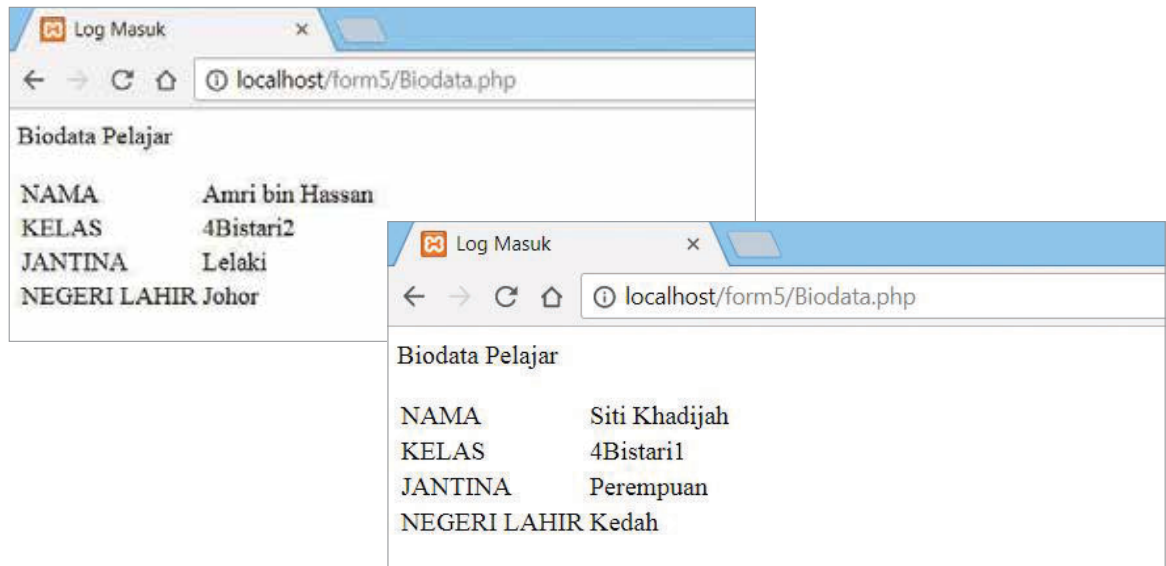 Log Masuk
localhost/form5/Biodata.php
Biodata Pelajar
NAMA Amri bin Hassan
KELAS 4Bistari2
JANTINA Lelaki
NEGERI LAHIR Johor
Log Masuk
localhost/form5/Biodata.php
Biodata Pelajar
NAMA Siti Khadijah
KELAS 4Bistari1
JANTINA Perempuan
NEGERI LAHIR Kedah